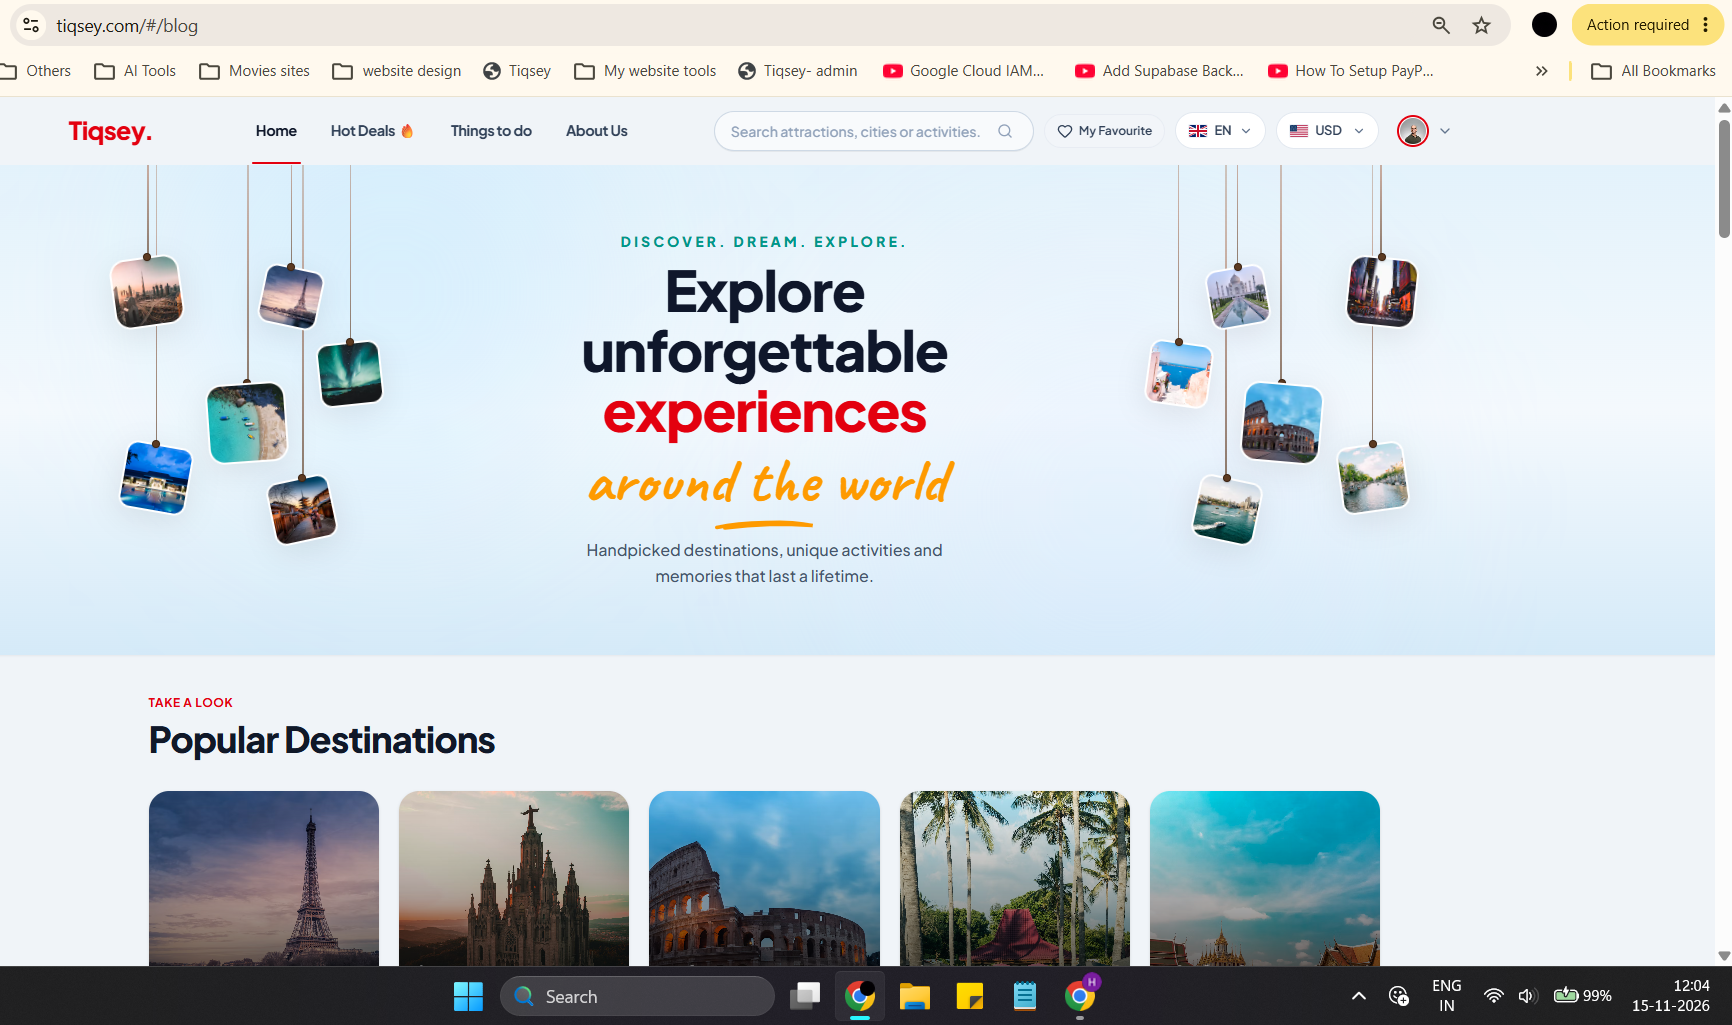 tiqsey.com/#/blog
Action required
Others
AI Tools
Movies sites
website design
Tiqsey
My website tools
Tiqsey- admin
Google Cloud IAM...
Add Supabase Back...
How To Setup PayP...
All Bookmarks
Tiqsey.
Home
Hot Deals
Things to do
About Us
Search attractions, cities or activities.
My Favourite
EN
USD
DISCOVER. DREAM. EXPLORE.
Explore
unforgettable
experiences
around the world
Handpicked destinations, unique activities and
memories that last a lifetime.
TAKE A LOOK
Popular Destinations
Search
H
ENG
IN
99%
12:04
15-11-2026